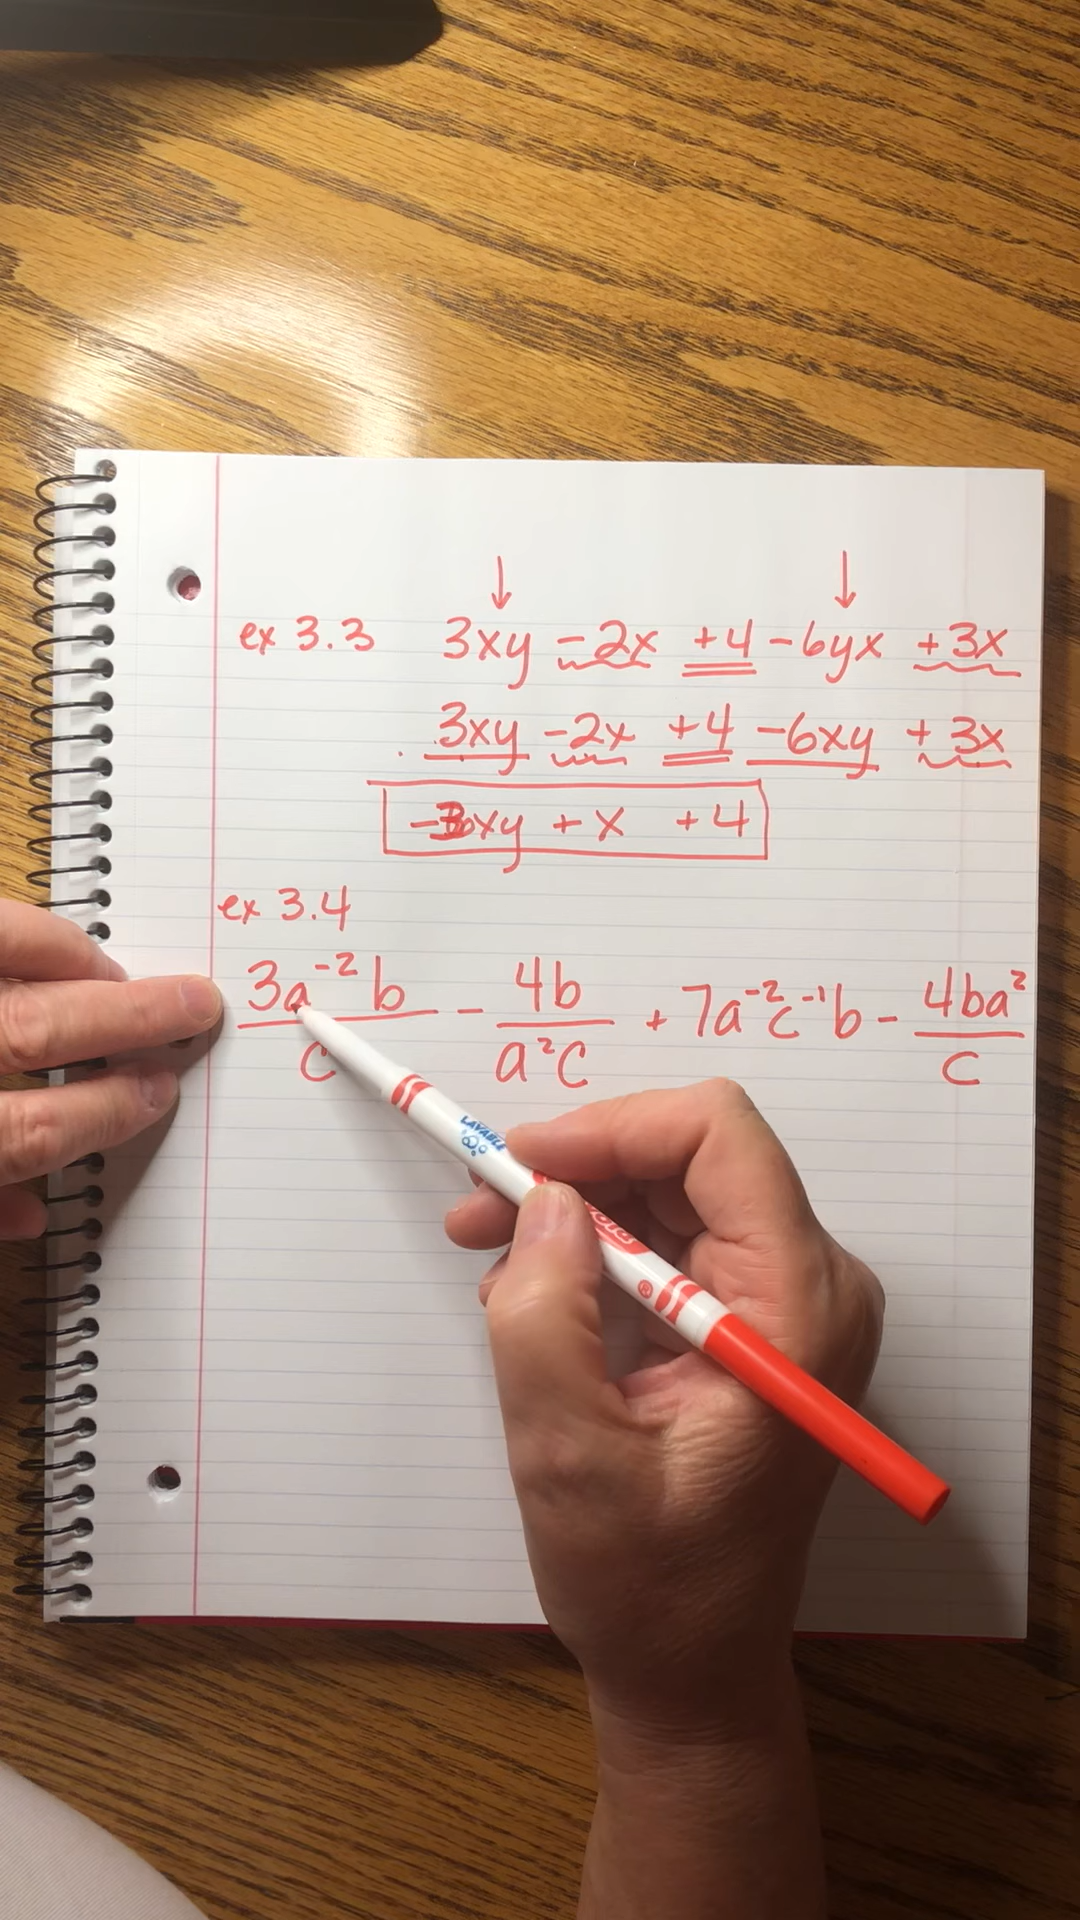 ex 3.3 3xy -2x +4 -6yx +3x
3xy -2x +4 -6xy +3x
-3xy + x +4
ex 3.4
3a⁻²b/c - 4b/a²c + 7a⁻²c⁻¹b - 4ba²/c